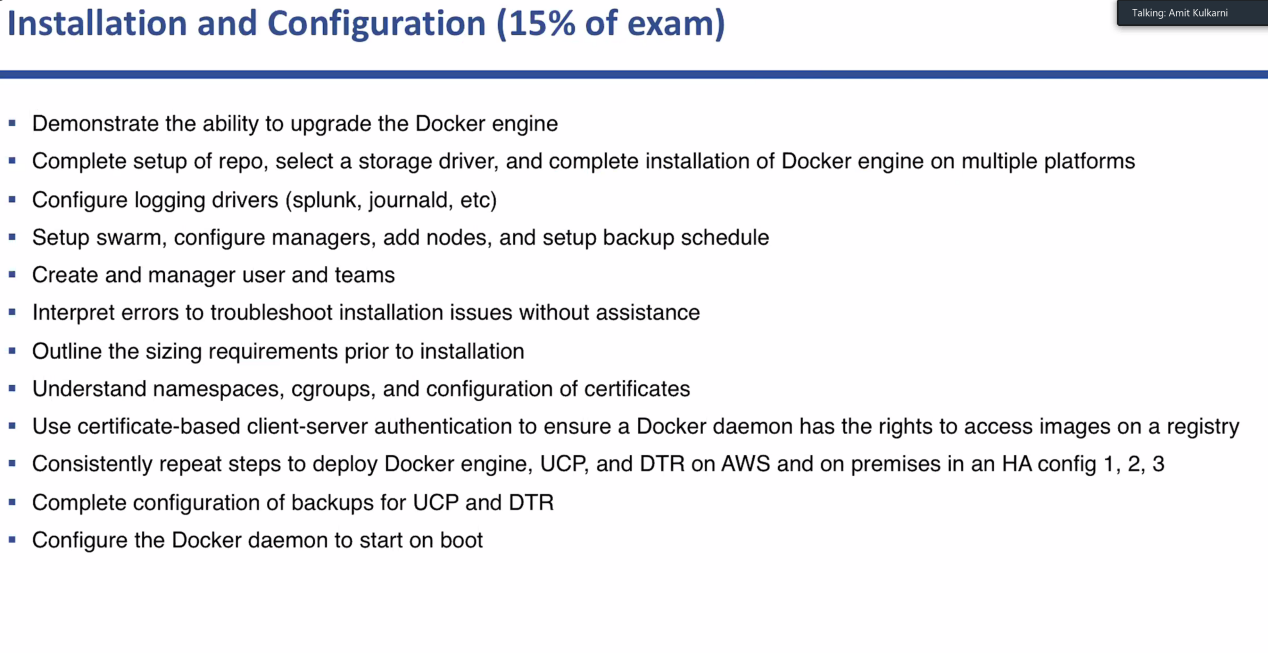 Installation and Configuration (15% of exam)
Talking: Amit Kulkarni
▪ Demonstrate the ability to upgrade the Docker engine
▪ Complete setup of repo, select a storage driver, and complete installation of Docker engine on multiple platforms
▪ Configure logging drivers (splunk, journald, etc)
▪ Setup swarm, configure managers, add nodes, and setup backup schedule
▪ Create and manager user and teams
▪ Interpret errors to troubleshoot installation issues without assistance
▪ Outline the sizing requirements prior to installation
▪ Understand namespaces, cgroups, and configuration of certificates
▪ Use certificate-based client-server authentication to ensure a Docker daemon has the rights to access images on a registry
▪ Consistently repeat steps to deploy Docker engine, UCP, and DTR on AWS and on premises in an HA config 1, 2, 3
▪ Complete configuration of backups for UCP and DTR
▪ Configure the Docker daemon to start on boot